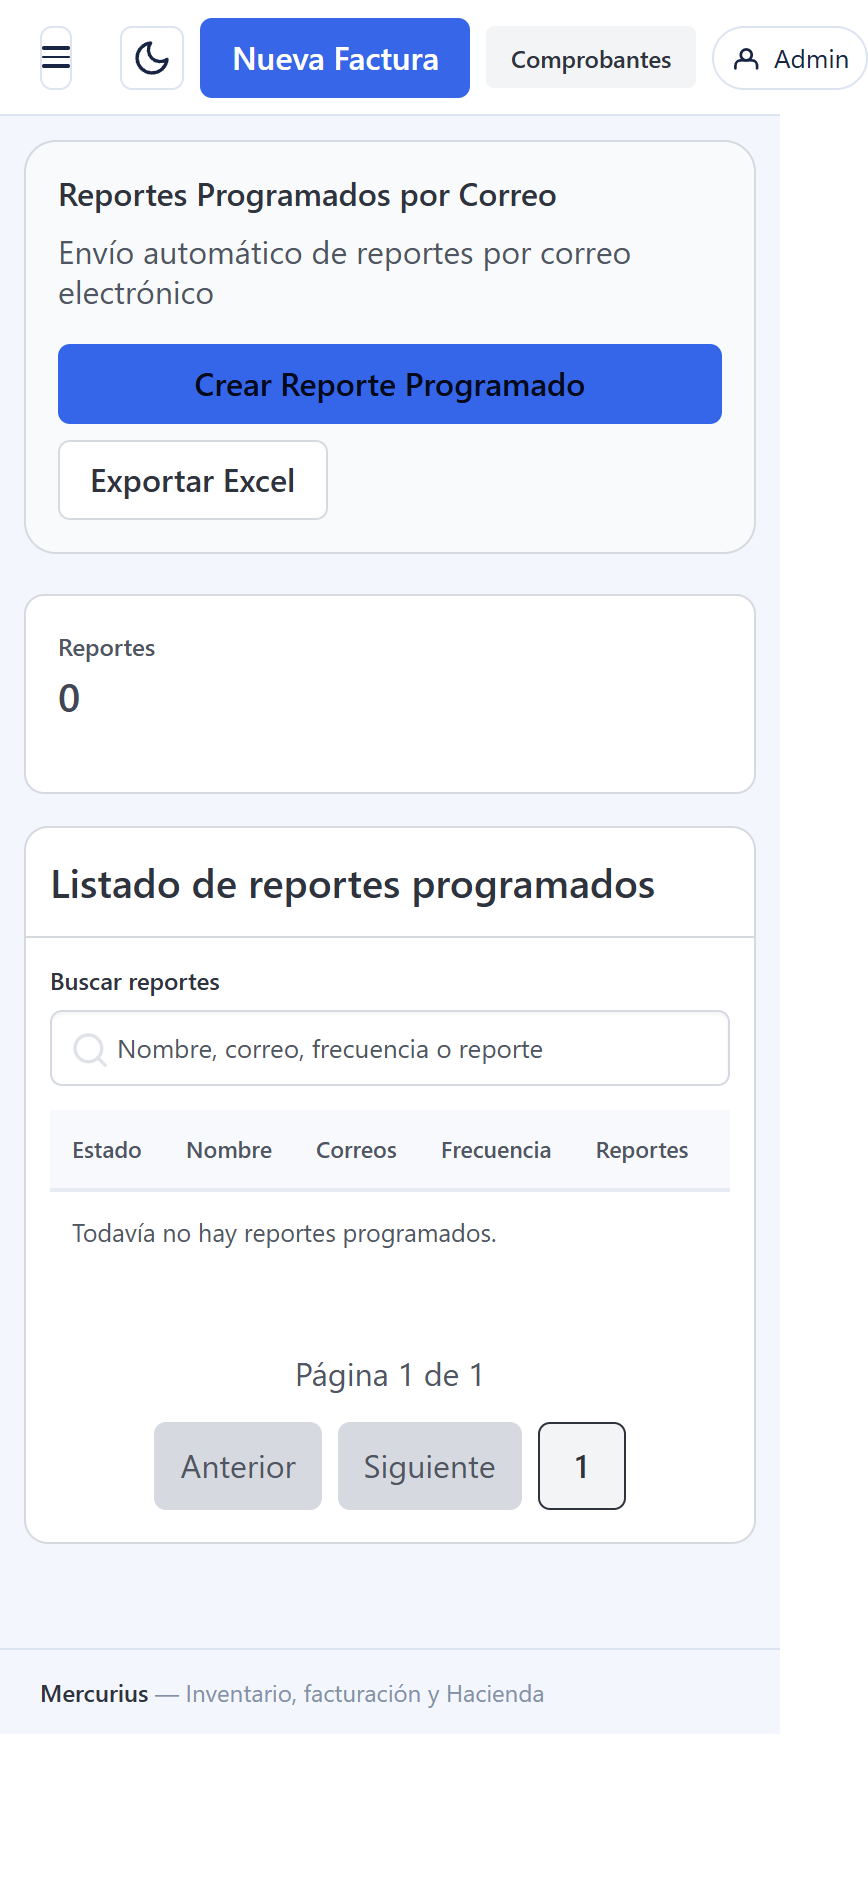 Nueva Factura
Comprobantes
Admin
Reportes Programados por Correo
Envío automático de reportes por correo
electrónico
Crear Reporte Programado
Exportar Excel
Reportes
0
Listado de reportes programados
Buscar reportes
Nombre, correo, frecuencia o reporte
Estado Nombre Correos Frecuencia Reportes
Todavía no hay reportes programados.
Página 1 de 1
Anterior Siguiente 1
Mercurius — Inventario, facturación y Hacienda